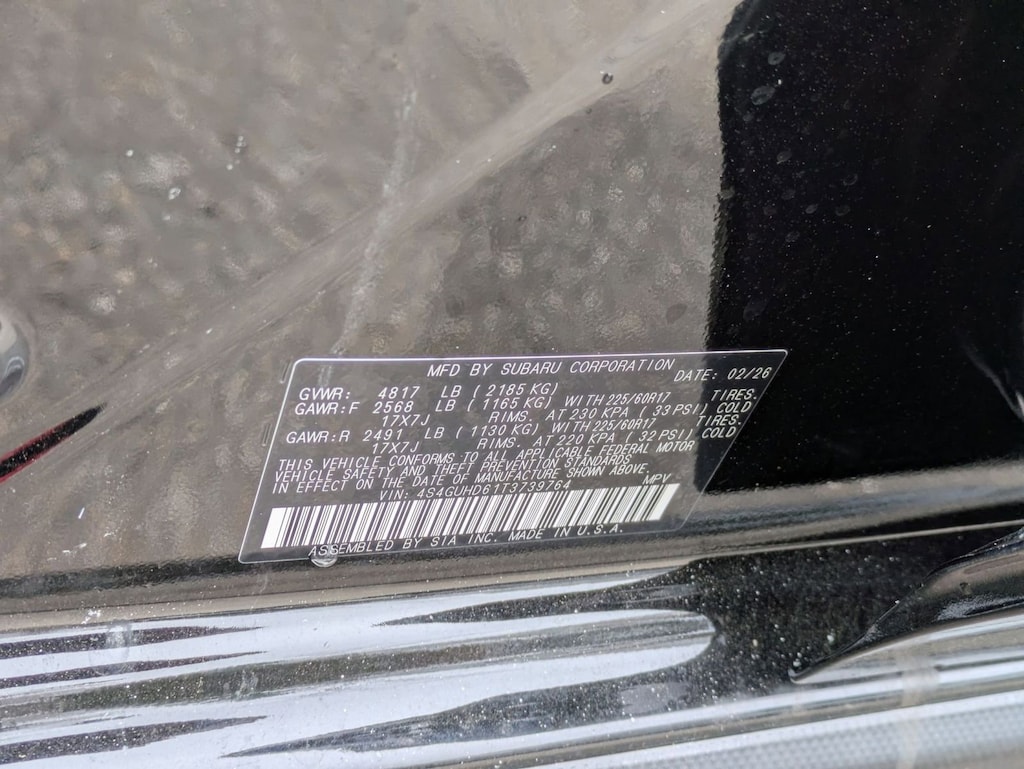 MFD BY SUBARU CORPORATION DATE: 02/26
GVWR: 4817 LB (2185 KG)
GAWR:F 2568 LB (1165 KG) WITH 225/60R17 TIRES.
17X7J RIMS. AT 230 KPA (33 PSI) COLD
GAWR:R 2491 LB (1130 KG) WITH 225/60R17 TIRES.
17X7J RIMS. AT 220 KPA (32 PSI) COLD
THIS VEHICLE CONFORMS TO ALL APPLICABLE FEDERAL MOTOR
VEHICLE SAFETY AND THEFT PREVENTION STANDARDS
IN EFFECT ON THE DATE OF MANUFACTURE SHOWN ABOVE.
VIN: 4S4GUHD61T3739764 MPV
ASSEMBLED BY SIA INC. MADE IN U.S.A.